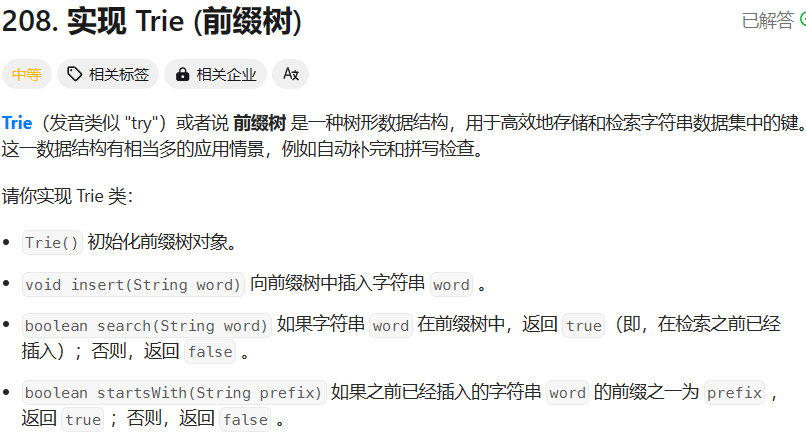 208. 实现 Trie (前缀树)
已解答
中等 相关标签 相关企业
Trie（发音类似 "try"）或者说 前缀树 是一种树形数据结构，用于高效地存储和检索字符串数据集中的键。
这一数据结构有相当多的应用情景，例如自动补完和拼写检查。
请你实现 Trie 类：
• Trie() 初始化前缀树对象。
• void insert(String word) 向前缀树中插入字符串 word 。
• boolean search(String word) 如果字符串 word 在前缀树中，返回 true（即，在检索之前已经
插入）；否则，返回 false 。
• boolean startsWith(String prefix) 如果之前已经插入的字符串 word 的前缀之一为 prefix ，
返回 true ；否则，返回 false 。